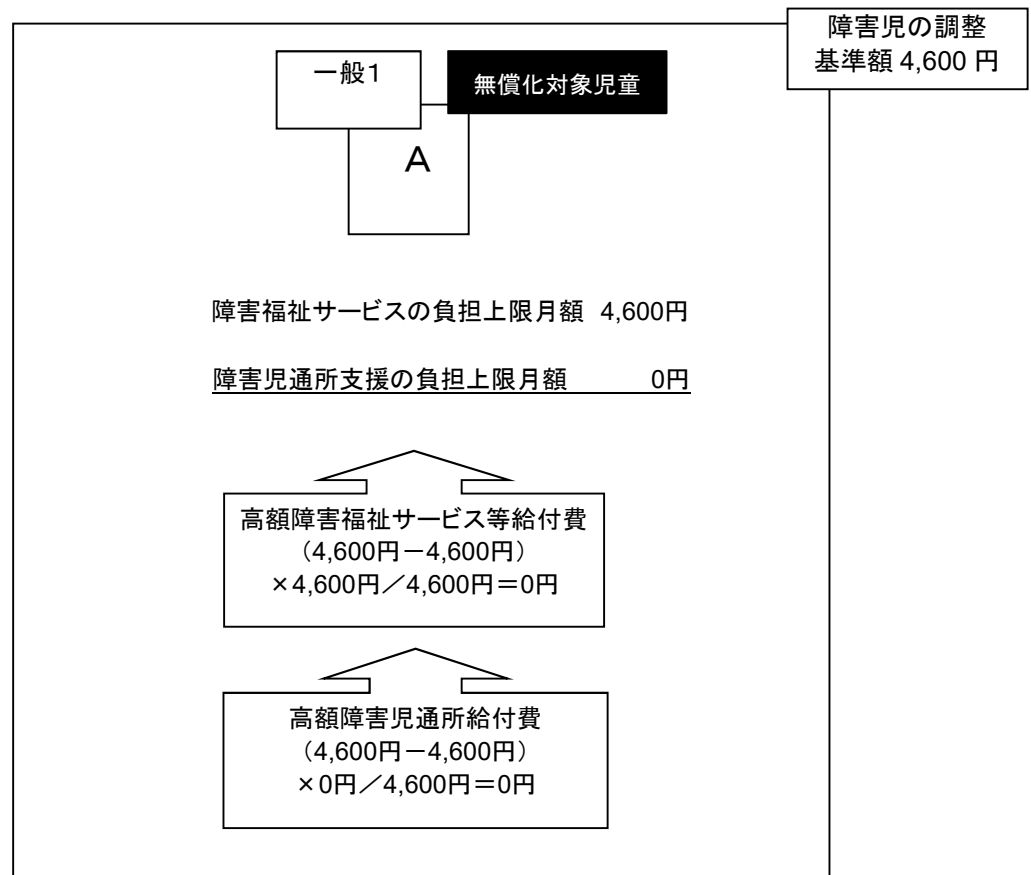 障害児の調整
基準額 4,600 円
一般1
無償化対象児童
A
障害福祉サービスの負担上限月額 4,600円
障害児通所支援の負担上限月額 0円
高額障害福祉サービス等給付費
（4,600円－4,600円）
×4,600円／4,600円＝0円
高額障害児通所給付費
（4,600円－4,600円）
×0円／4,600円＝0円